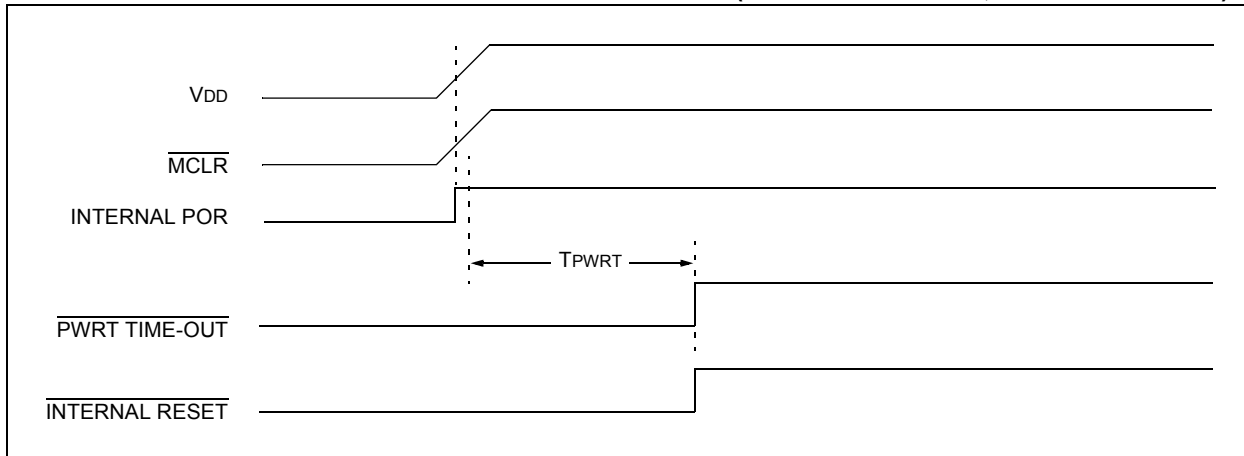 VDD
MCLR
INTERNAL POR
TPWRT
PWRT TIME-OUT
INTERNAL RESET